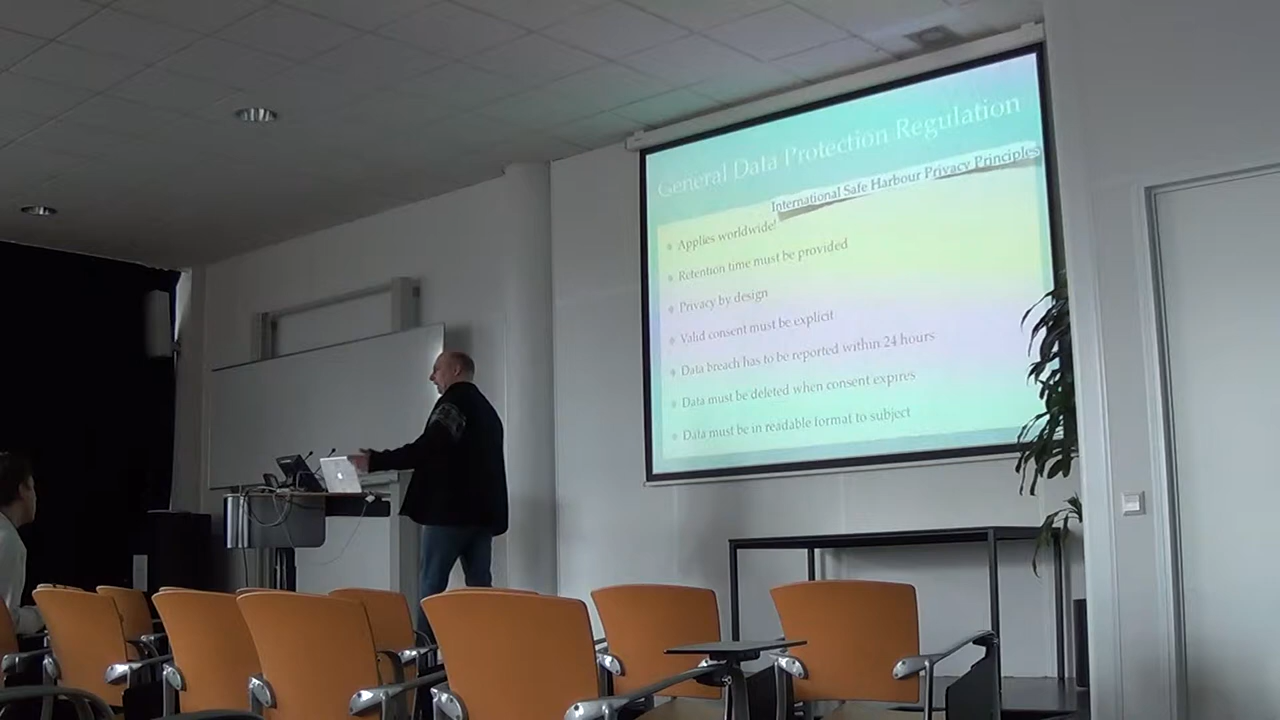 General Data Protection Regulation
International Safe Harbour Privacy Principles
Applies worldwide!
Retention time must be provided
Privacy by design
Valid consent must be explicit
Data breach has to be reported within 24 hours
Data must be deleted when consent expires
Data must be in readable format to subject